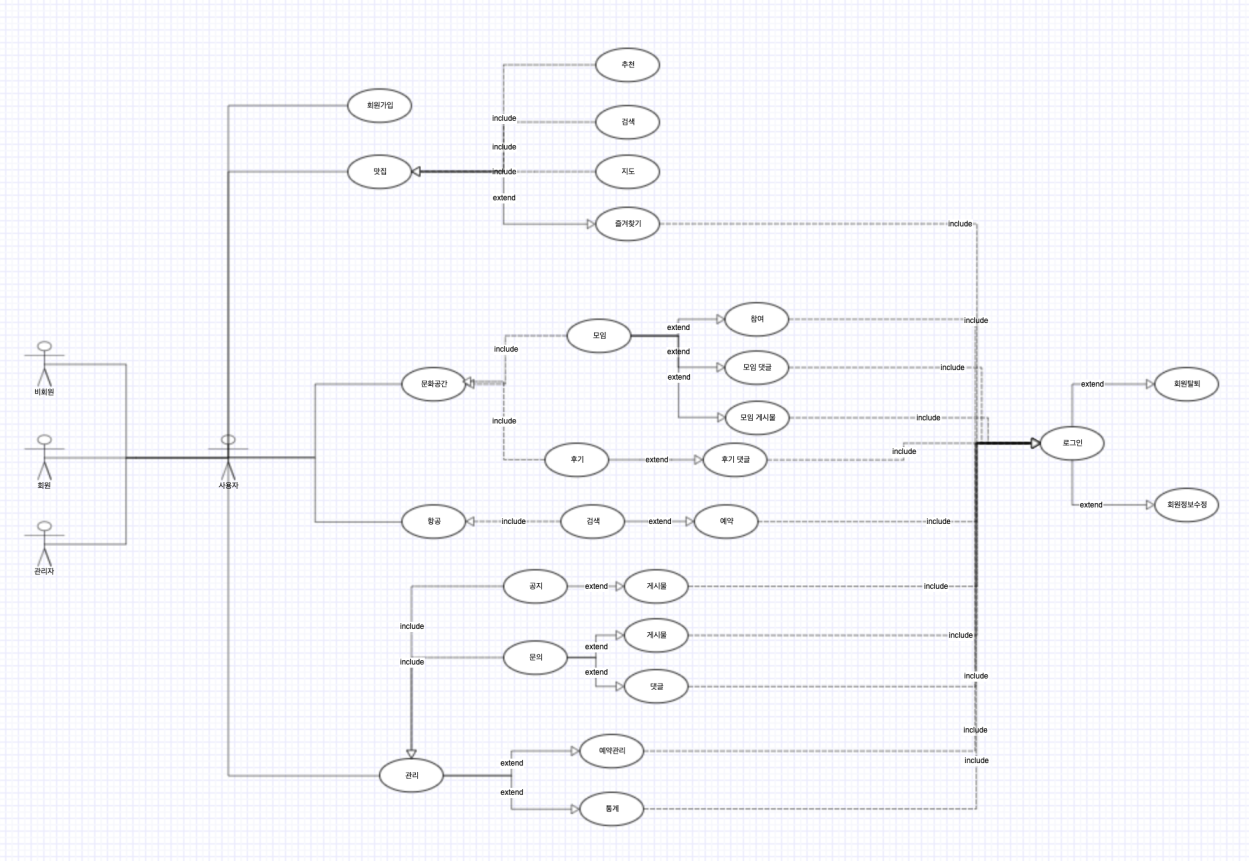 추천
회원가입
include
검색
include
맛집
include
지도
extend
즐겨찾기
include
참여
include
extend
모임
include
extend
모임 댓글
include
비회원
문화공간
extend
회원탈퇴
extend
모임 게시물
include
include
로그인
include
후기
extend
후기 댓글
회원
사용자
extend
회원정보수정
항공
include
검색
extend
예약
include
관리자
공지
extend
게시물
include
include
게시물
include
extend
문의
include
extend
댓글
include
include
예약관리
include
extend
include
관리
extend
통계